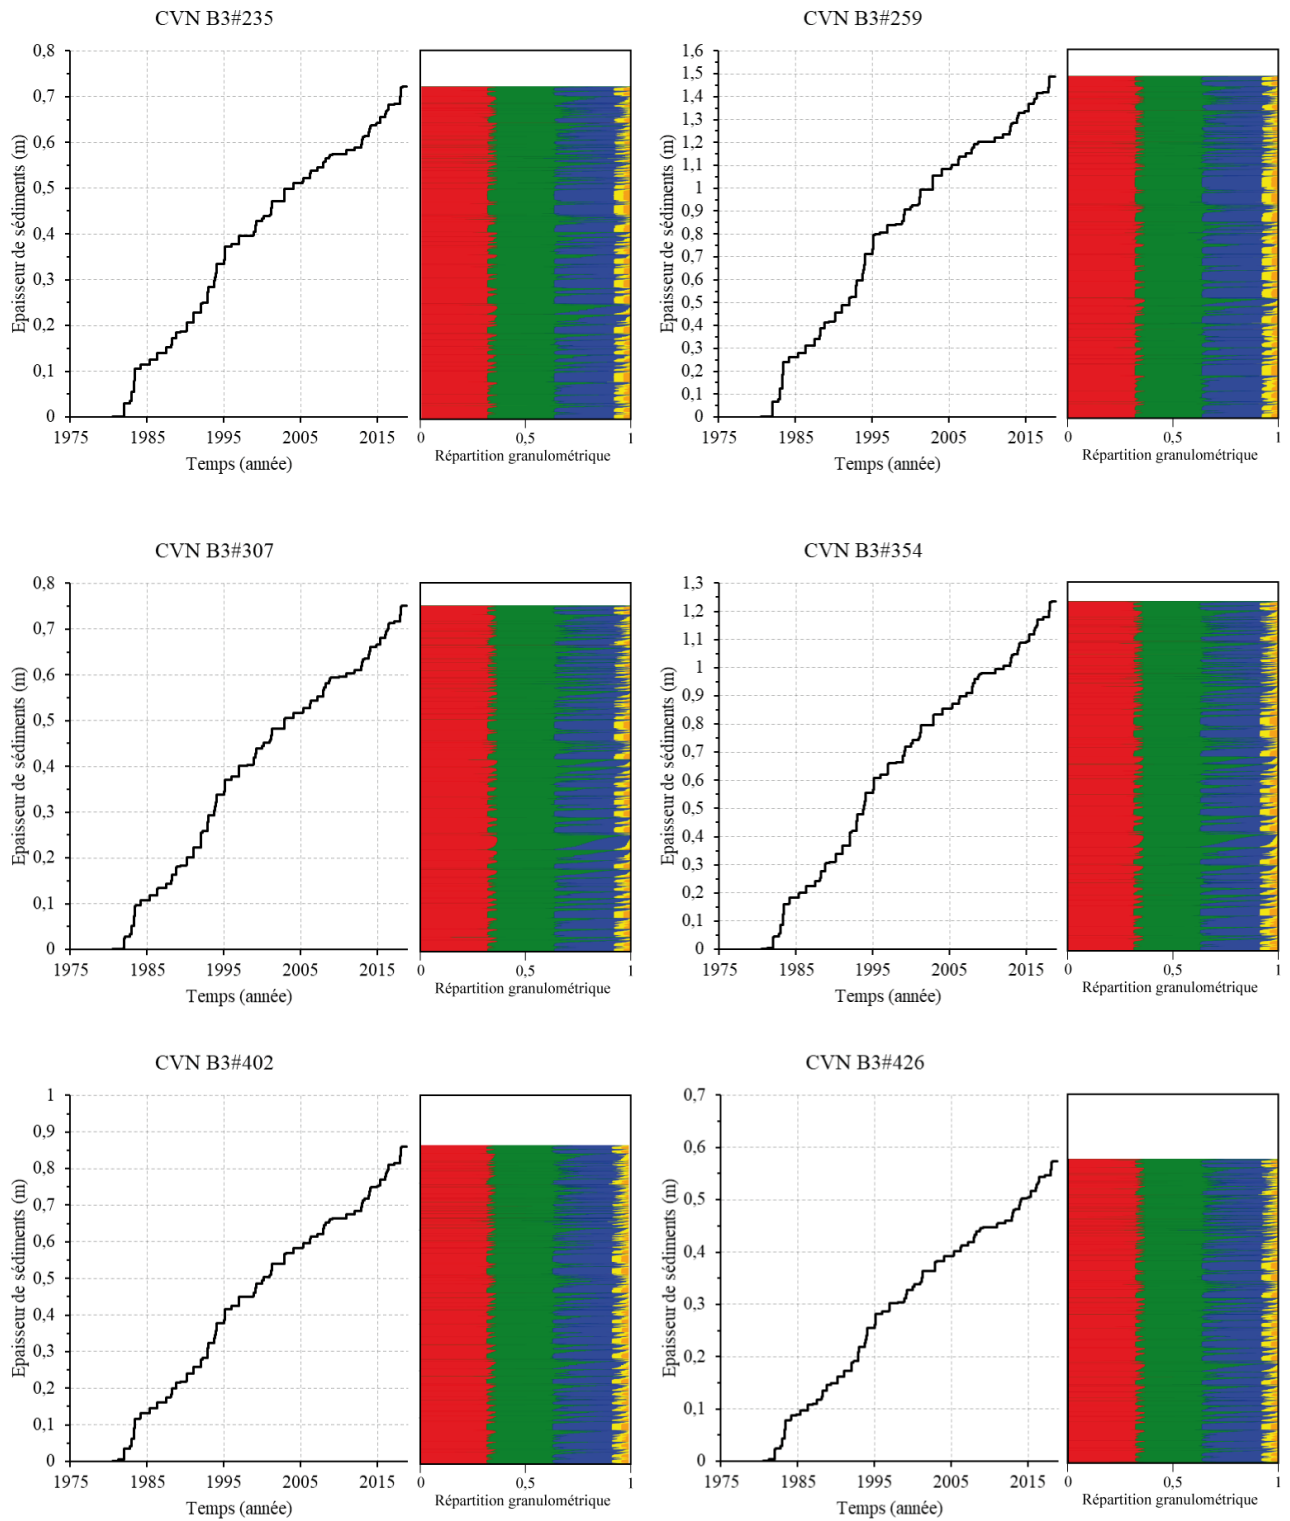 CVN B3#235
Epaisseur de sédiments (m)
0,8
0,7
0,6
0,5
0,4
0,3
0,2
0,1
0
1975 1985 1995 2005 2015
Temps (année)
0 0,5 1
Répartition granulométrique
CVN B3#259
Epaisseur de sédiments (m)
1,6
1,5
1,4
1,3
1,2
1,1
1
0,9
0,8
0,7
0,6
0,5
0,4
0,3
0,2
0,1
0
1975 1985 1995 2005 2015
Temps (année)
0 0,5 1
Répartition granulométrique
CVN B3#307
Epaisseur de sédiments (m)
0,8
0,7
0,6
0,5
0,4
0,3
0,2
0,1
0
1975 1985 1995 2005 2015
Temps (année)
0 0,5 1
Répartition granulométrique
CVN B3#354
Epaisseur de sédiments (m)
1,3
1,2
1,1
1
0,9
0,8
0,7
0,6
0,5
0,4
0,3
0,2
0,1
0
1975 1985 1995 2005 2015
Temps (année)
0 0,5 1
Répartition granulométrique
CVN B3#402
Epaisseur de sédiments (m)
1
0,9
0,8
0,7
0,6
0,5
0,4
0,3
0,2
0,1
0
1975 1985 1995 2005 2015
Temps (année)
0 0,5 1
Répartition granulométrique
CVN B3#426
Epaisseur de sédiments (m)
0,7
0,6
0,5
0,4
0,3
0,2
0,1
0
1975 1985 1995 2005 2015
Temps (année)
0 0,5 1
Répartition granulométrique